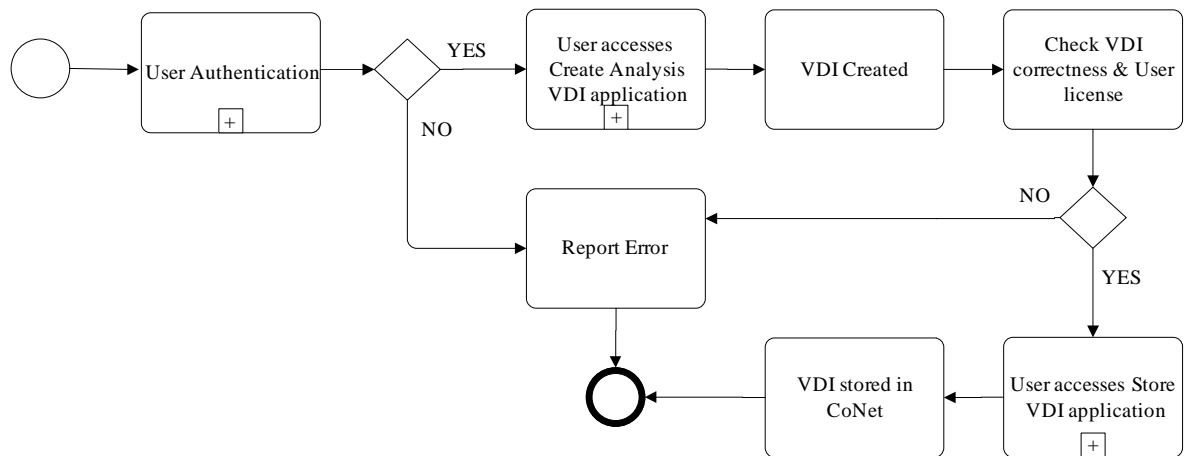 User Authentication
+
YES
NO
User accesses
Create Analysis
VDI application
+
VDI Created
Check VDI
correctness & User
license
NO
YES
Report Error
VDI stored in
CoNet
User accesses Store
VDI application
+